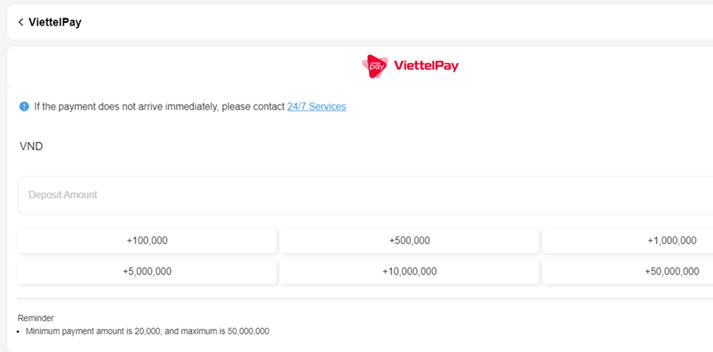 ViettelPay
pay ViettelPay
If the payment does not arrive immediately, please contact 24/7 Services
VND
Deposit Amount
+100,000 +500,000 +1,000,000
+5,000,000 +10,000,000 +50,000,000
Reminder
• Minimum payment amount is 20,000, and maximum is 50,000,000